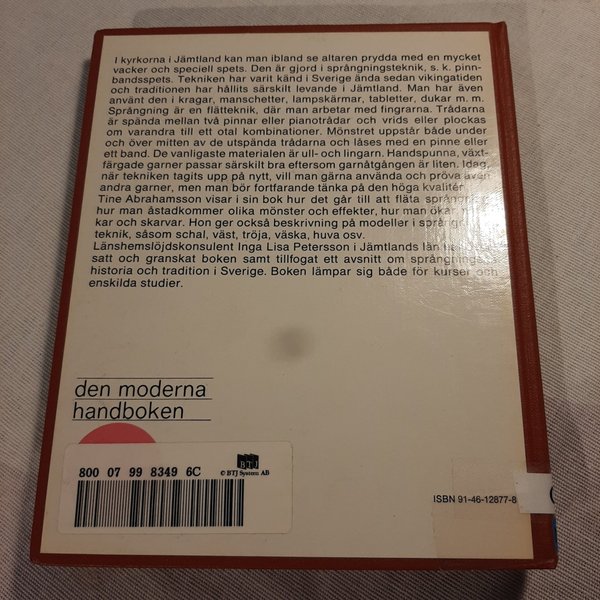 I kyrkorna i Jämtland kan man ibland se altaren prydda med en mycket
vacker och speciell spets. Den är gjord i språngningsteknik, s. k. pinn-
bandsspets. Tekniken har varit känd i Sverige ända sedan vikingatiden
och traditionen har hållits särskilt levande i Jämtland. Man har även
använt den i kragar, manschetter, lampskärmar, tabletter, dukar m. m.
Språngning är en flätteknik, där man arbetar med fingrarna. Trådarna
är spända mellan två pinnar eller pianotrådar och vrids eller plockas
om varandra till ett otal kombinationer. Mönstret uppstår både under
och över mitten av de utspända trådarna och låses med en pinne eller
ett band. De vanligaste materialen är ull- och lingarn. Handspunna, växt-
färgade garner passar särskilt bra eftersom garnåtgången är liten. Idag,
när tekniken tagits upp på nytt, vill man gärna använda och pröva även
andra garner, men man bör fortfarande tänka på den höga kvalitén.
Tine Abrahamsson visar i sin bok hur det går till att fläta språngning,
hur man åstadkommer olika mönster och effekter, hur man ökar, mins-
kar och skarvar. Hon ger också beskrivning på modeller i språngnings-
teknik, såsom schal, väst, tröja, väska, huva osv.
Länshemslöjdskonsulent Inga Lisa Petersson i Jämtlands län
satt och granskat boken samt tillfogat ett avsnitt om språngningens
historia och tradition i Sverige. Boken lämpar sig både för kurser och
enskilda studier.
den moderna
handboken
800 07 99 8349 6C
BTJ
© BTJ System AB
ISBN 91-46-12877-8